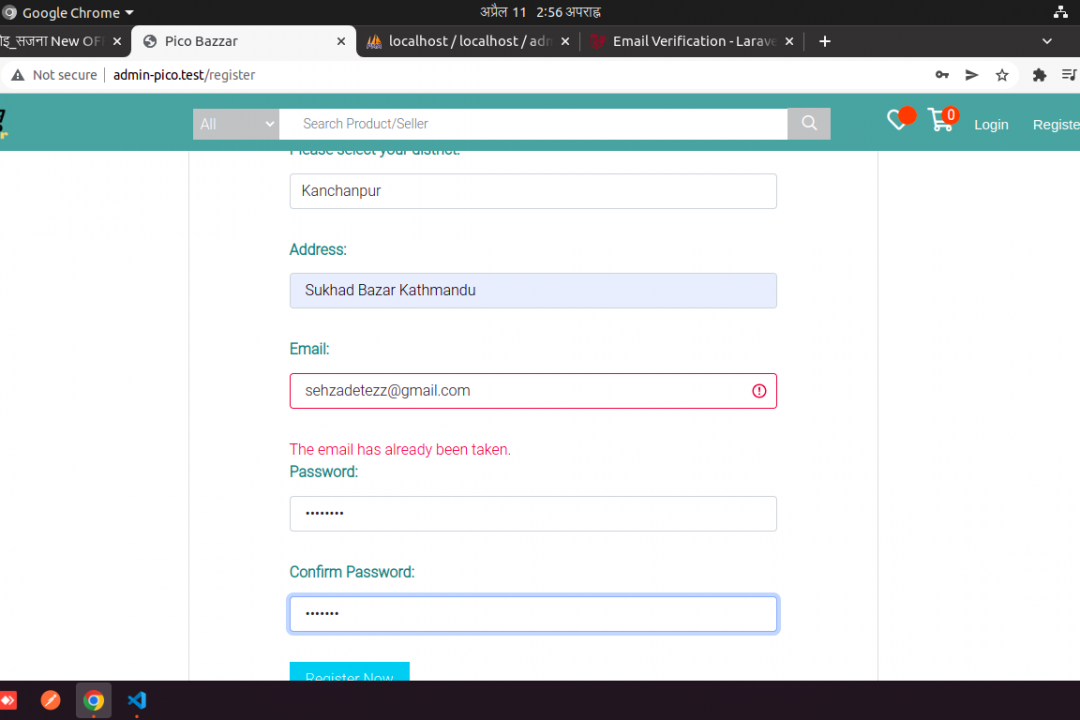 Google Chrome
अप्रैल 11 2:56 अपराह्न
New OF
Pico Bazzar
localhost / localhost / adm
Email Verification - Larave
Not secure
admin-pico.test/register
All
Search Product/Seller
0
Login
Registe
Please select your district:
Kanchanpur
Address:
Sukhad Bazar Kathmandu
Email:
sehzadetezz@gmail.com
The email has already been taken.
Password:
••••••••
Confirm Password:
•••••••
Register Now